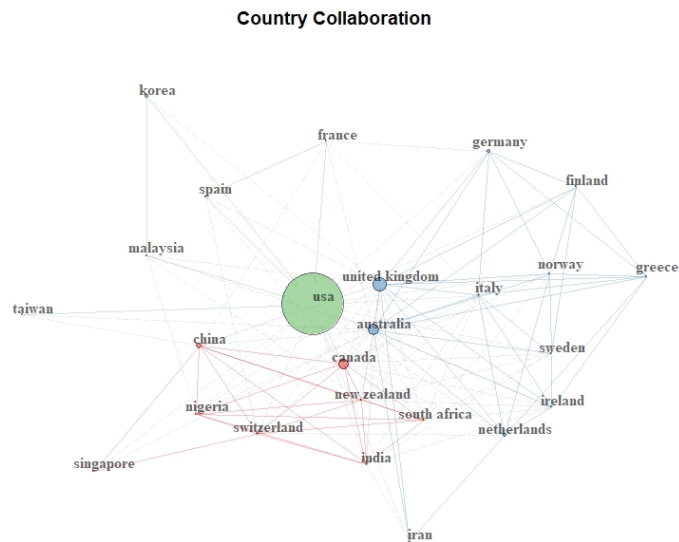 Country Collaboration
korea
france
germany
finland
spain
malaysia
norway
greece
united kingdom
italy
usa
taiwan
australia
china
sweden
canada
new zealand
ireland
nigeria
south africa
switzerland
netherlands
india
singapore
iran